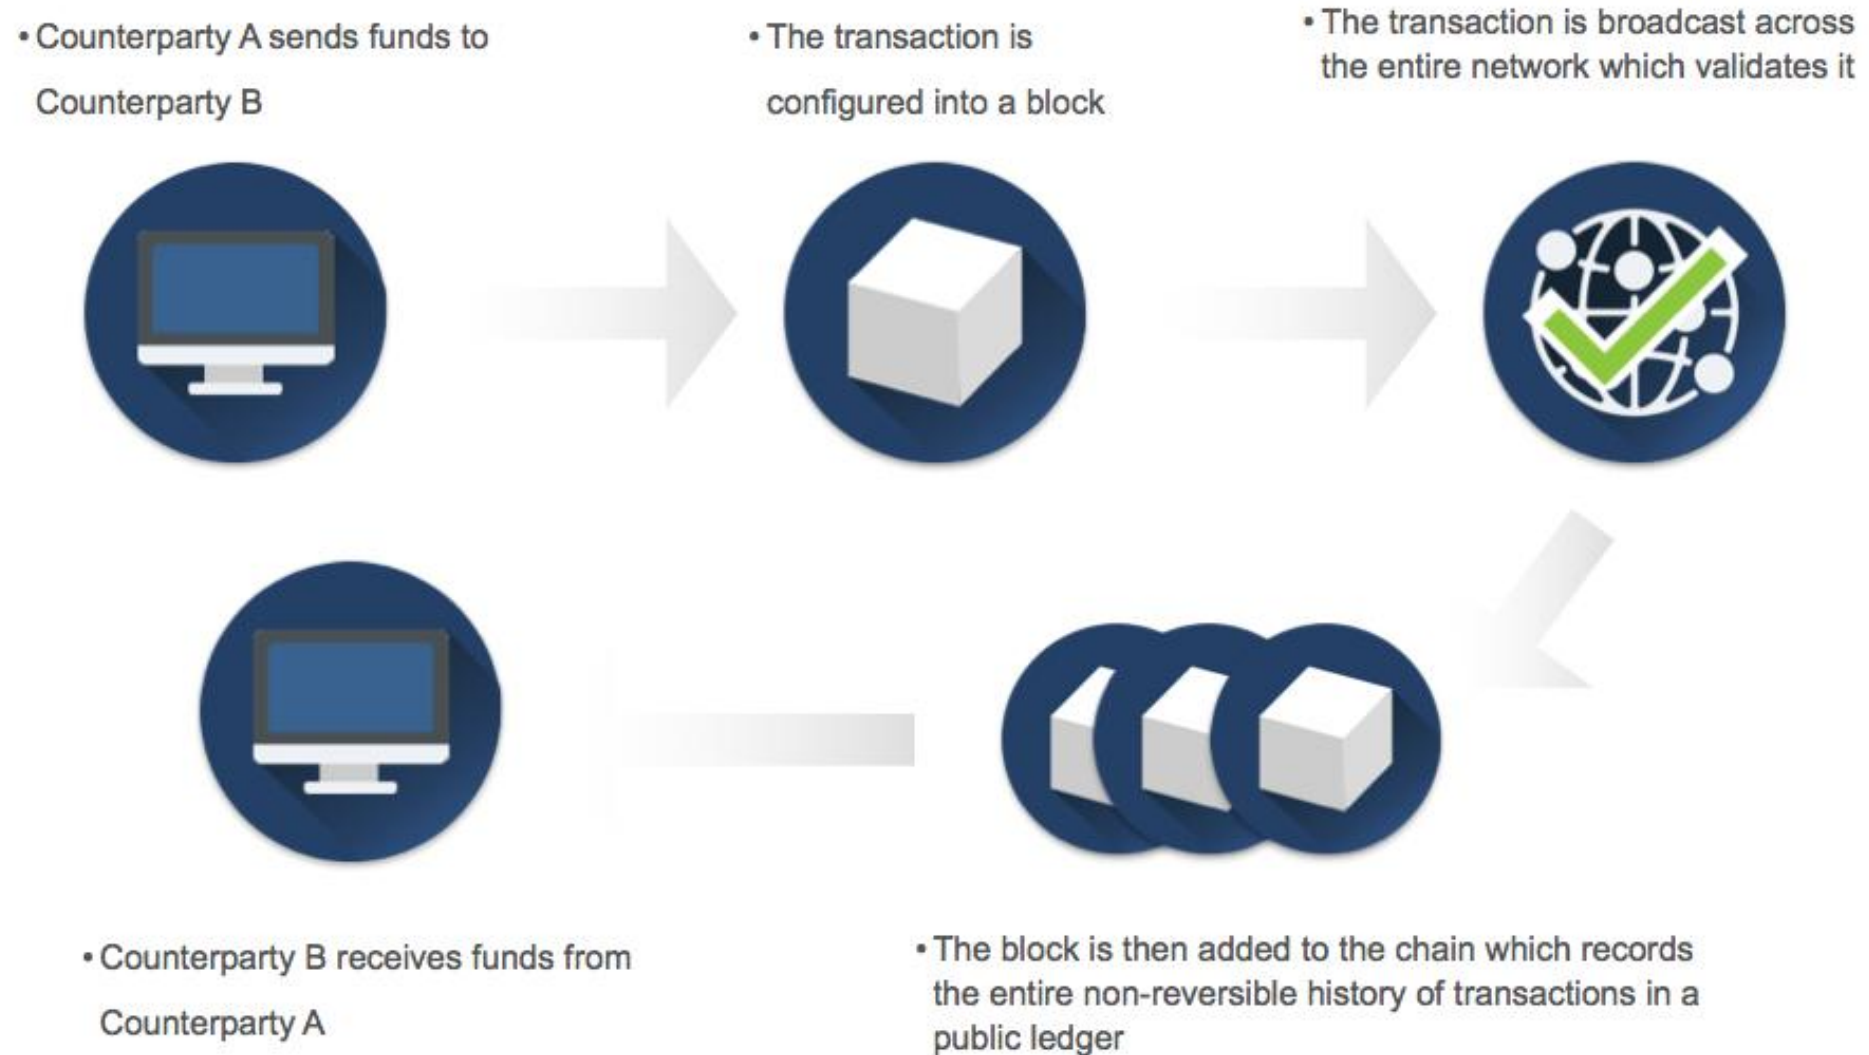 • Counterparty A sends funds to
Counterparty B
• The transaction is
configured into a block
• The transaction is broadcast across
the entire network which validates it
• Counterparty B receives funds from
Counterparty A
• The block is then added to the chain which records
the entire non-reversible history of transactions in a
public ledger